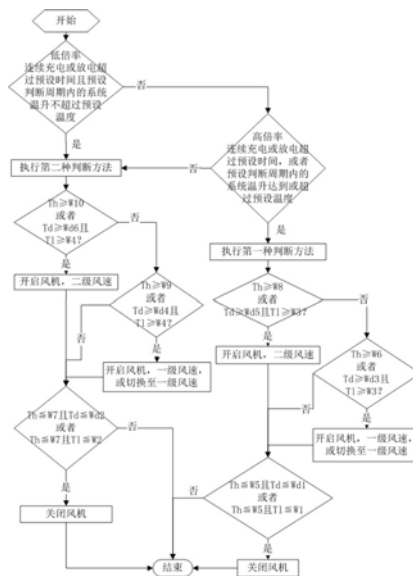 开始
低倍率
连续充电或放电超
过预设时间且预设
判断周期内的系统
温升不超过预设
温度
否
是
高倍率
连续充电或放电超
过预设时间，或者
预设判断周期内的
系统温升达到或超
过预设温度
否
执行第二种判断方法
是
Th≥W10
或者
Td≥Wd6且
Tl≥W4?
否
执行第一种判断方法
是
开启风机，二级风速
Th≥W9
或者
Td≥Wd4且
Tl≥W4?
Th≥W8
或者
Td≥Wd5且Tl≥W3?
否
否
是
是
开启风机，二级风速
Th≥W6
或者
Td≥Wd3且
Tl≥W3?
开启风机，一级风速，
或切换至一级风速
否
是
Th≤W7且Td≤Wd2
或者
Th≤W7且Tl≤W2
否
开启风机，一级风速，
或切换至一级风速
是
Th≤W5且Td≤Wd1
或者
Th≤W5且Tl≤W1
否
关闭风机
是
结束
关闭风机